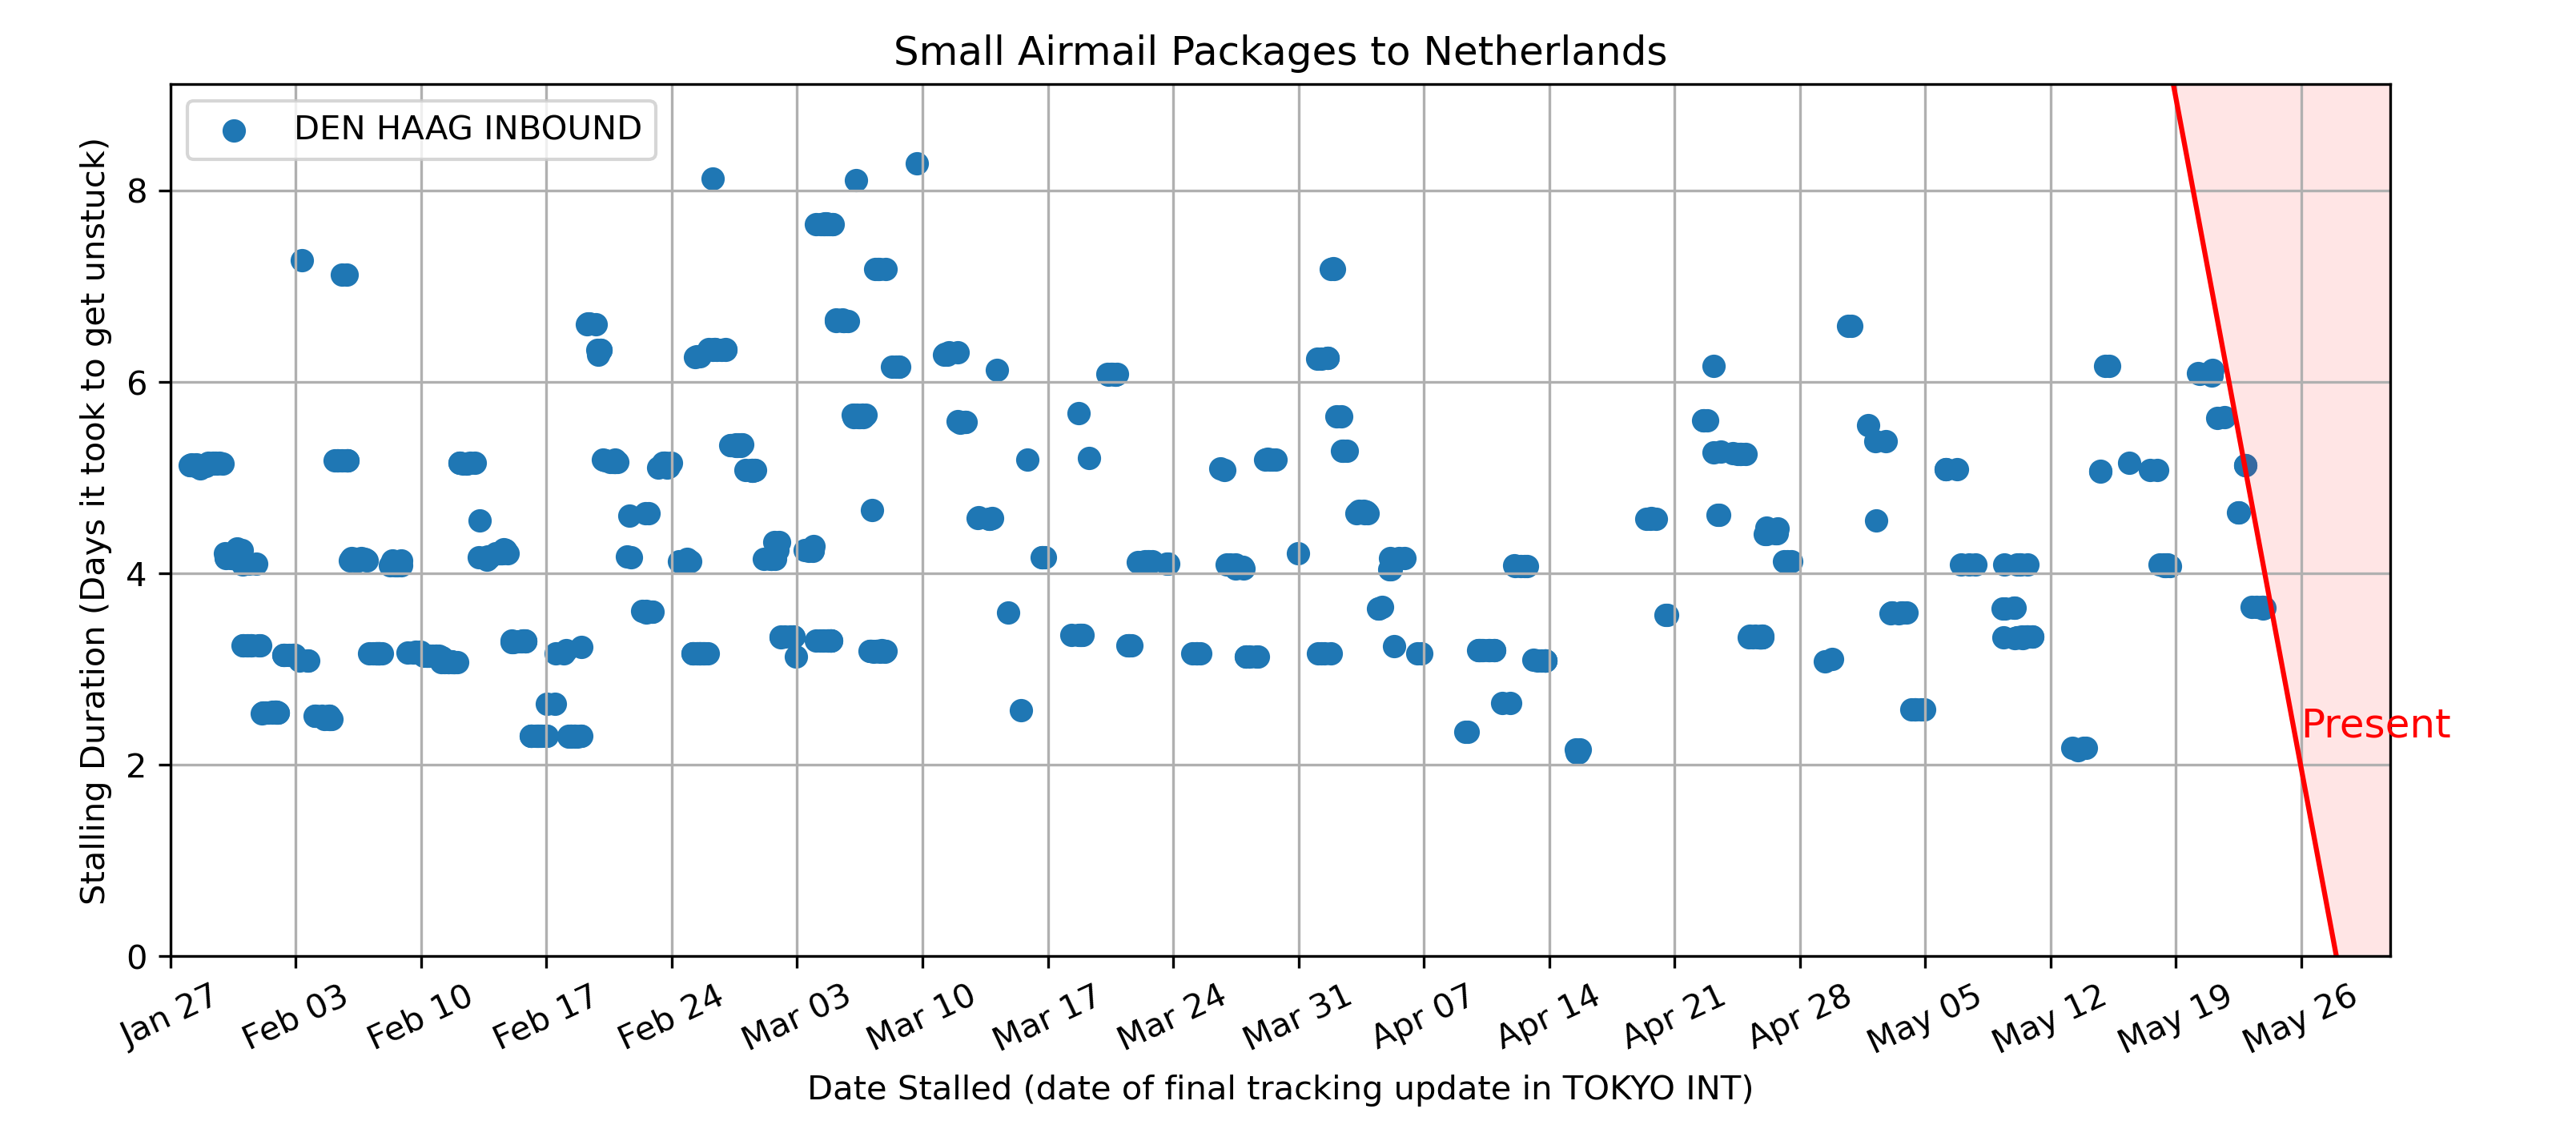 Small Airmail Packages to Netherlands
DEN HAAG INBOUND
Stalling Duration (Days it took to get unstuck)
8
6
4
2
0
Present
Jan 27
Feb 03
Feb 10
Feb 17
Feb 24
Mar 03
Mar 10
Mar 17
Mar 24
Mar 31
Apr 07
Apr 14
Apr 21
Apr 28
May 05
May 12
May 19
May 26
Date Stalled (date of final tracking update in TOKYO INT)